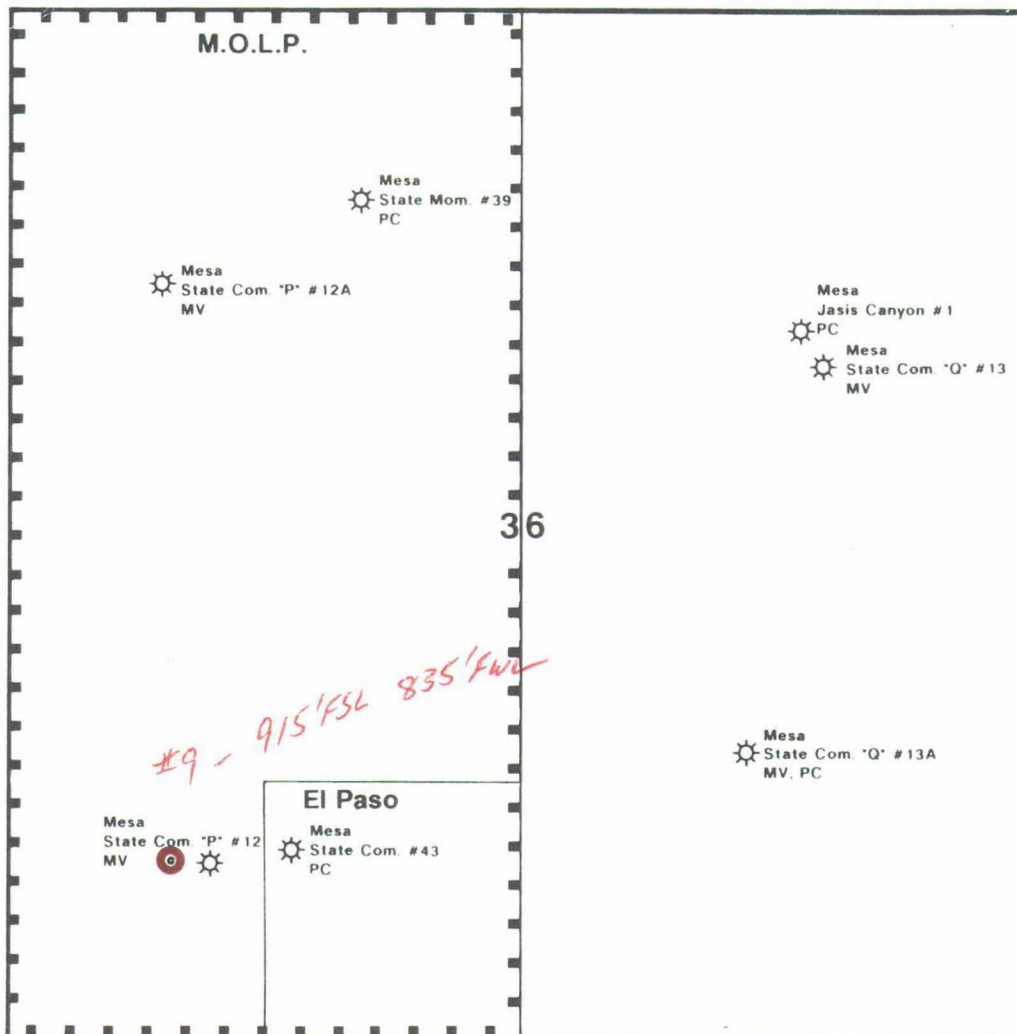 M.O.L.P.
Mesa
State Mom. #39
PC
Mesa
State Com. "P" #12A
MV
Mesa
Jasis Canyon #1
PC
Mesa
State Com. "Q" #13
MV
36
#9 - 915'FSL 835'FWL
Mesa
State Com. "Q" #13A
MV, PC
El Paso
Mesa
State Com. "P" #12
MV
Mesa
State Com. #43
PC